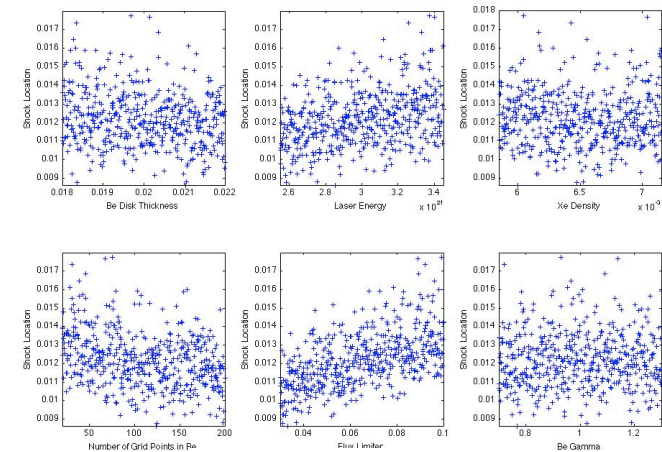 0.017
0.016
0.015
0.014
0.013
0.012
0.011
0.01
0.009
Shock Location
0.018 0.019 0.02 0.021 0.022
Be Disk Thickness
0.017
0.016
0.015
0.014
0.013
0.012
0.011
0.01
0.009
Shock Location
2.6 2.8 3 3.2 3.4
x 10^21
Laser Energy
0.018
0.017
0.016
0.015
0.014
0.013
0.012
0.011
0.01
0.009
Shock Location
6 6.5 7
x 10^-3
Xe Density
0.017
0.016
0.015
0.014
0.013
0.012
0.011
0.01
0.009
Shock Location
50 100 150 200
Number of Grid Points in Be
0.017
0.016
0.015
0.014
0.013
0.012
0.011
0.01
0.009
Shock Location
0.04 0.06 0.08 0.1
Flux Limiter
0.017
0.016
0.015
0.014
0.013
0.012
0.011
0.01
0.009
Shock Location
0.8 1 1.2
Be Gamma